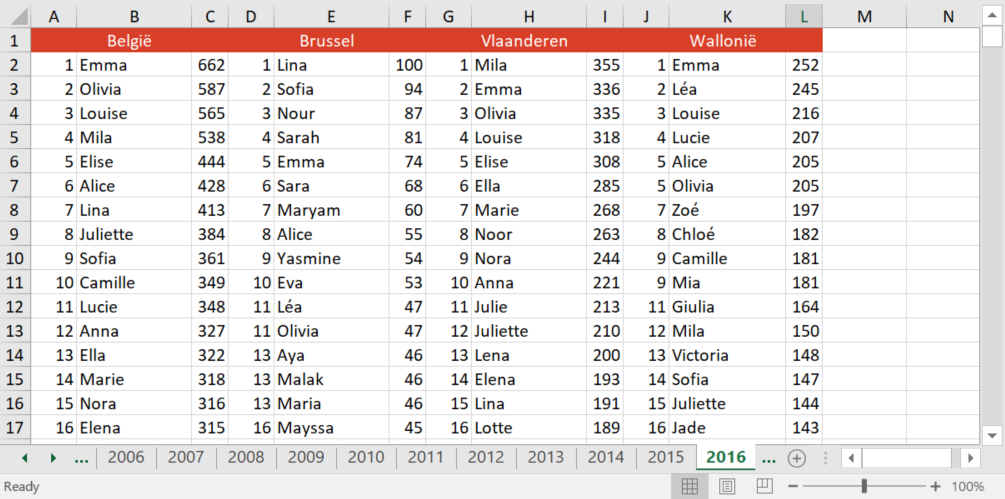 A B C D E F G H I J K L M N
1 België Brussel Vlaanderen Wallonië
2 1 Emma 662 1 Lina 100 1 Mila 355 1 Emma 252
3 2 Olivia 587 2 Sofia 94 2 Emma 336 2 Léa 245
4 3 Louise 565 3 Nour 87 3 Olivia 335 3 Louise 216
5 4 Mila 538 4 Sarah 81 4 Louise 318 4 Lucie 207
6 5 Elise 444 5 Emma 74 5 Elise 308 5 Alice 205
7 6 Alice 428 6 Sara 68 6 Ella 285 5 Olivia 205
8 7 Lina 413 7 Maryam 60 7 Marie 268 7 Zoé 197
9 8 Juliette 384 8 Alice 55 8 Noor 263 8 Chloé 182
10 9 Sofia 361 9 Yasmine 54 9 Nora 244 9 Camille 181
11 10 Camille 349 10 Eva 53 10 Anna 221 9 Mia 181
12 11 Lucie 348 11 Léa 47 11 Julie 213 11 Giulia 164
13 12 Anna 327 11 Olivia 47 12 Juliette 210 12 Mila 150
14 13 Ella 322 13 Aya 46 13 Lena 200 13 Victoria 148
15 14 Marie 318 13 Malak 46 14 Elena 193 14 Sofia 147
16 15 Nora 316 13 Maria 46 15 Lina 191 15 Juliette 144
17 16 Elena 315 16 Mayssa 45 16 Lotte 189 16 Jade 143
... 2006 2007 2008 2009 2010 2011 2012 2013 2014 2015 2016 ...
Ready 100%